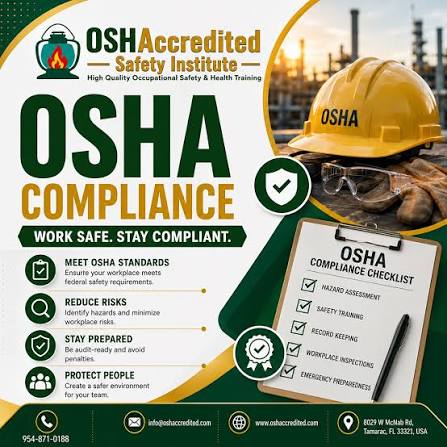 OSHAccredited
Safety Institute
High Quality Occupational Safety & Health Training
OSHA
COMPLIANCE
WORK SAFE. STAY COMPLIANT.
MEET OSHA STANDARDS
Ensure your workplace meets
federal safety requirements.
REDUCE RISKS
Identify hazards and minimize
workplace risks.
STAY PREPARED
Be audit-ready and avoid
penalties.
PROTECT PEOPLE
Create a safer environment
for your team.
OSHA
OSHA
COMPLIANCE CHECKLIST
HAZARD ASSESSMENT
SAFETY TRAINING
RECORD KEEPING
WORKPLACE INSPECTIONS
EMERGENCY PREPAREDNESS
954-871-0188
info@oshaccredited.com
www.oshaccredited.com
8029 W McNab Rd,
Tamarac, FL 33321, USA